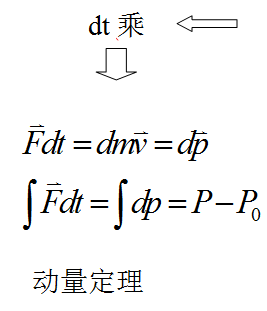 dt 乘
F⃗dt = dmv⃗ = dp⃗
∫F⃗dt = ∫dp = P − P₀
动量定理